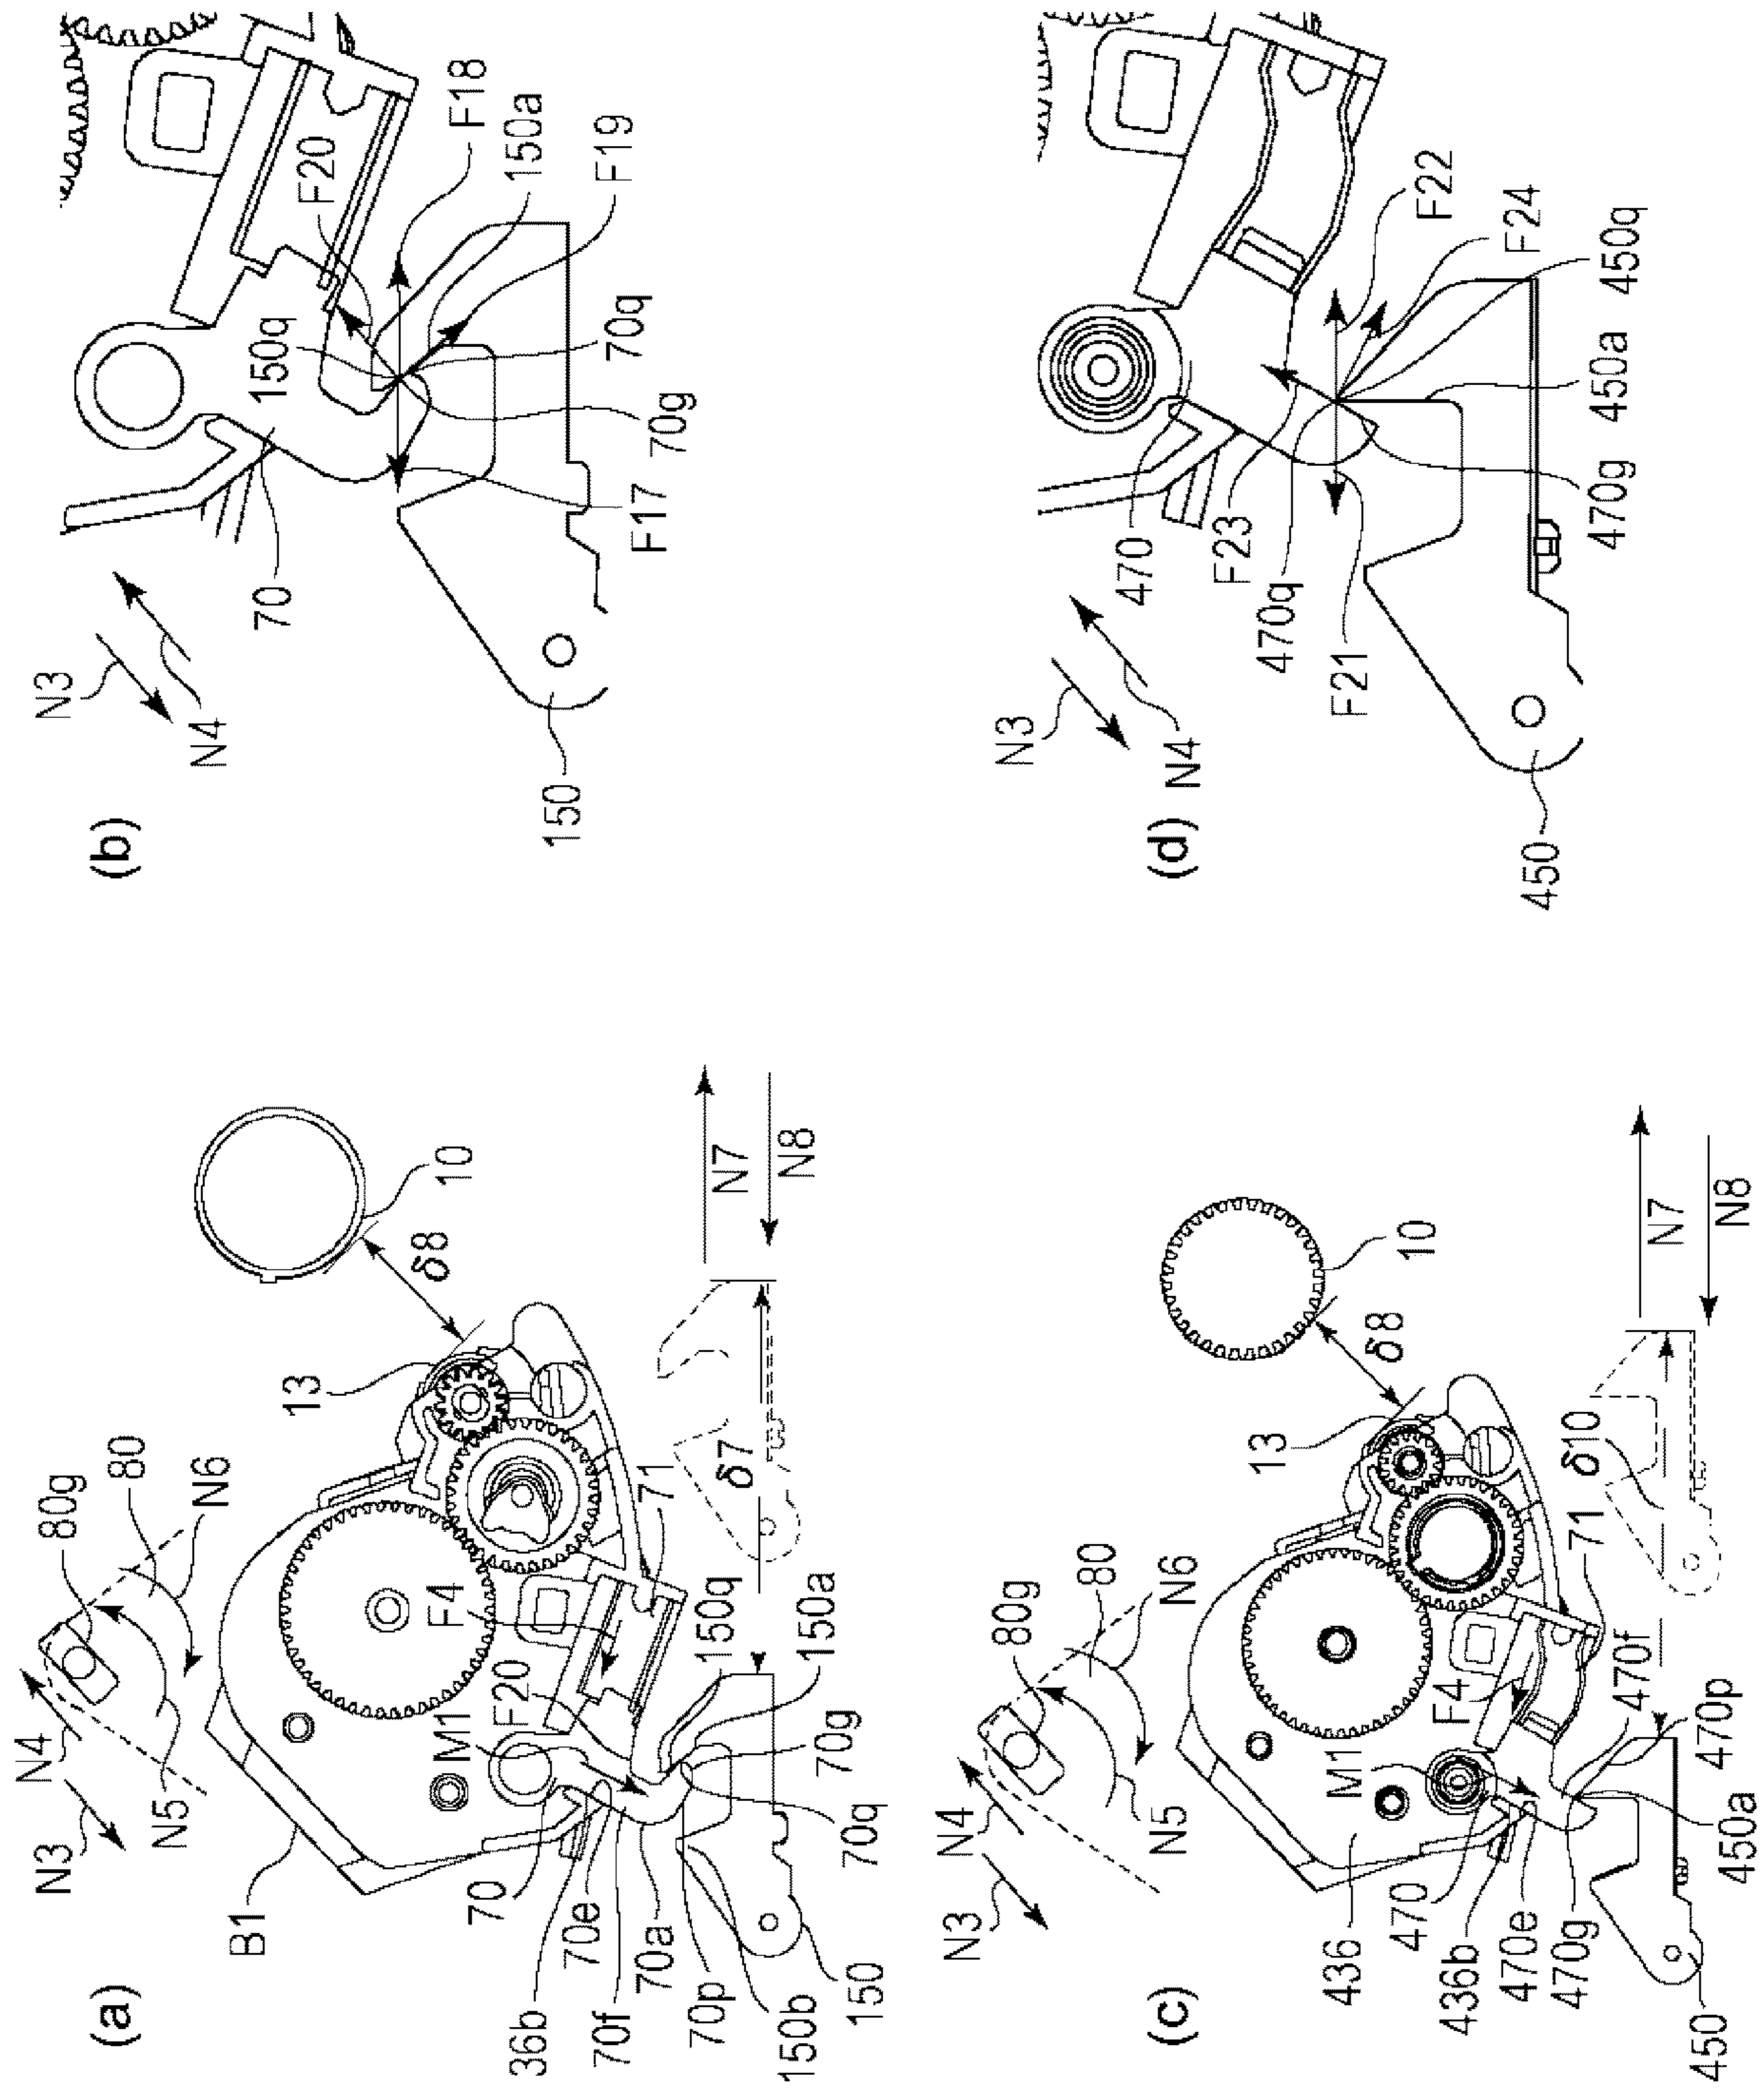 (a)
N3
N4
N5
80g
80
N6
B1
13
δ8
10
N7
N8
δ7
71
F4
F20
M1
150q
150a
70g
70q
70
36b
70e
70f
70a
70p
150b
150
(b)
N3
N4
70
150q
F20
F18
150a
F19
70q
70g
F17
150
(c)
N3
N4
N5
80g
80
N6
13
δ8
10
N7
N8
δ10
71
F4
M1
470f
470p
450a
436
470
436b
470e
470g
450
(d)
N3
N4
470
F23
470q
F21
F22
F24
450q
450a
470g
450